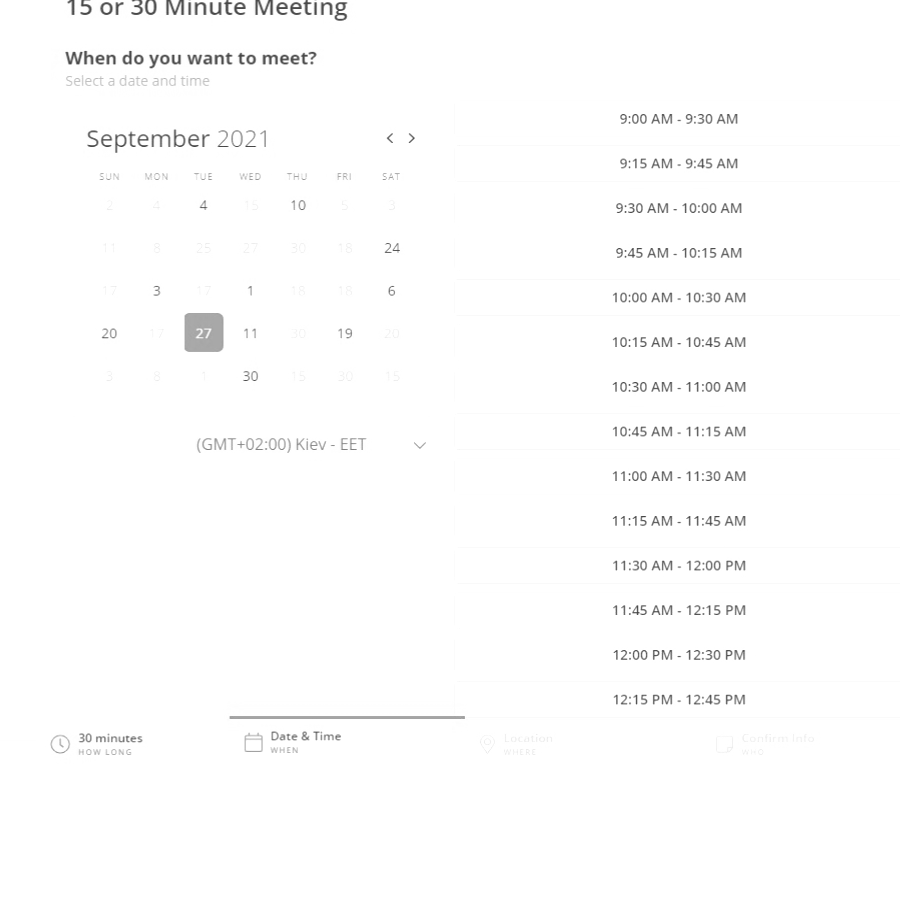 15 or 30 Minute Meeting
When do you want to meet?
Select a date and time
September 2021
SUN MON TUE WED THU FRI SAT
2 4 4 15 10 5 3
11 8 25 27 30 18 24
17 3 17 1 18 18 6
20 17 27 11 30 19 20
3 8 1 30 15 30 15
(GMT+02:00) Kiev - EET
9:00 AM - 9:30 AM
9:15 AM - 9:45 AM
9:30 AM - 10:00 AM
9:45 AM - 10:15 AM
10:00 AM - 10:30 AM
10:15 AM - 10:45 AM
10:30 AM - 11:00 AM
10:45 AM - 11:15 AM
11:00 AM - 11:30 AM
11:15 AM - 11:45 AM
11:30 AM - 12:00 PM
11:45 AM - 12:15 PM
12:00 PM - 12:30 PM
12:15 PM - 12:45 PM
30 minutes
HOW LONG
Date & Time
WHEN
Location
WHERE
Confirm Info
WHO